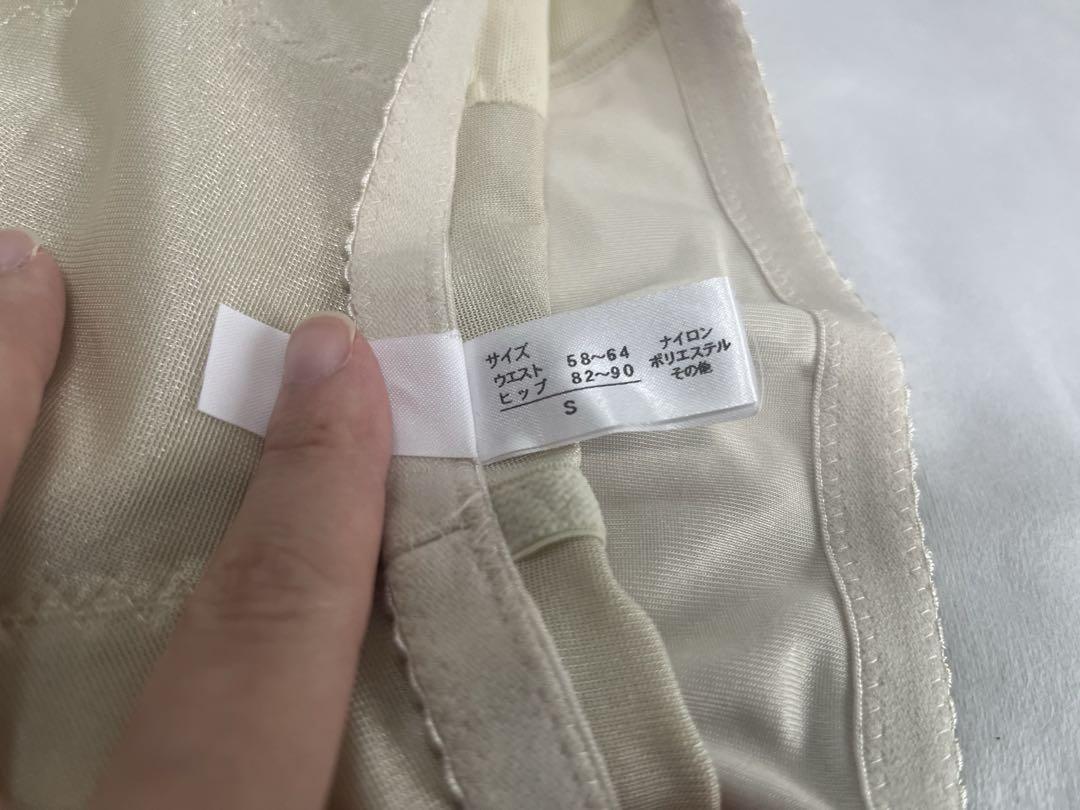 サイズ
ウエスト 58〜64
ヒップ 82〜90
S
ナイロン
ポリエステル
その他